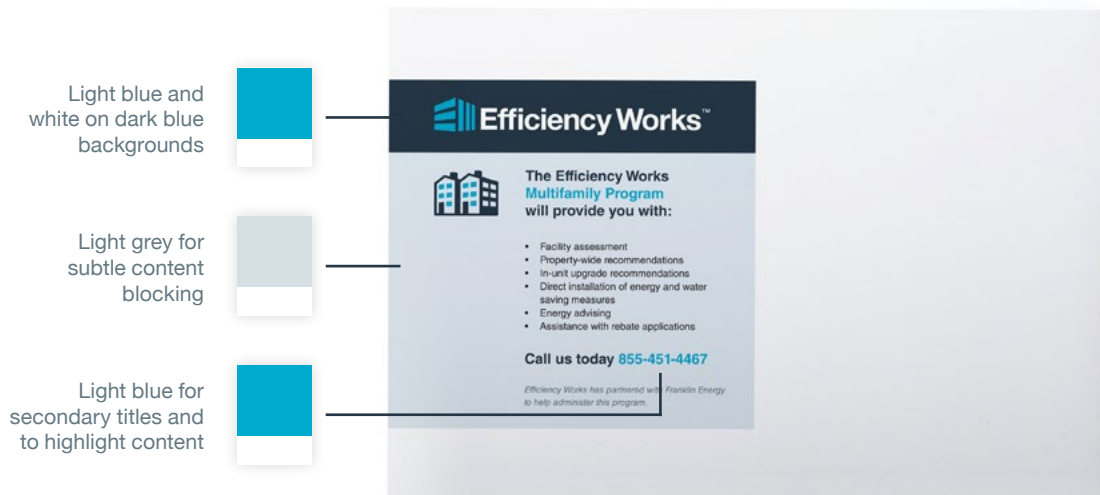 Light blue and
white on dark blue
backgrounds
Efficiency Works™
The Efficiency Works
Multifamily Program
will provide you with:
• Facility assessment
• Property-wide recommendations
• In-unit upgrade recommendations
• Direct installation of energy and water
saving measures
• Energy advising
• Assistance with rebate applications
Call us today 855-451-4467
Efficiency Works has partnered with Franklin Energy
to help administer this program.
Light grey for
subtle content
blocking
Light blue for
secondary titles and
to highlight content